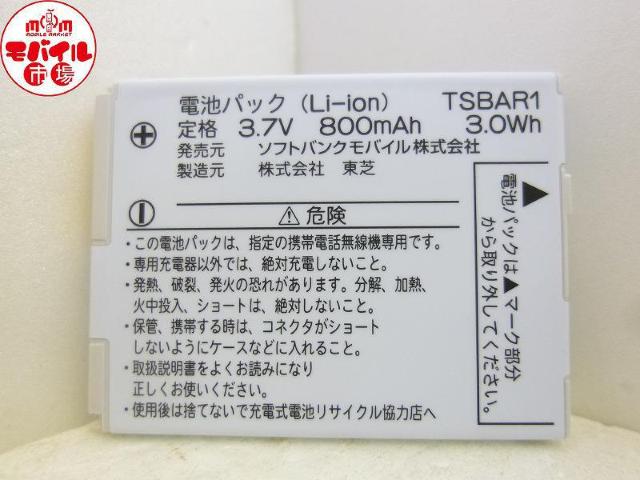 MOBILE MARKET
モバイル
市場
電池パック（Li-ion） TSBAR1
定格 3.7V 800mAh 3.0Wh
発売元 ソフトバンクモバイル株式会社
製造元 株式会社 東芝
⚠危険
・この電池パックは、指定の携帯電話無線機専用です。
・専用充電器以外では、絶対充電しないこと。
・発熱、破裂、発火の恐れがあります。分解、加熱、
火中投入、ショートは、絶対しないこと。
・保管、携帯する時は、コネクタがショート
しないようにケースなどに入れること。
・取扱説明書をよくお読みになり
正しくお使いください。
・使用後は捨てないで充電式電池リサイクル協力店へ
電池パックは▲マーク部分
から取り外してください。